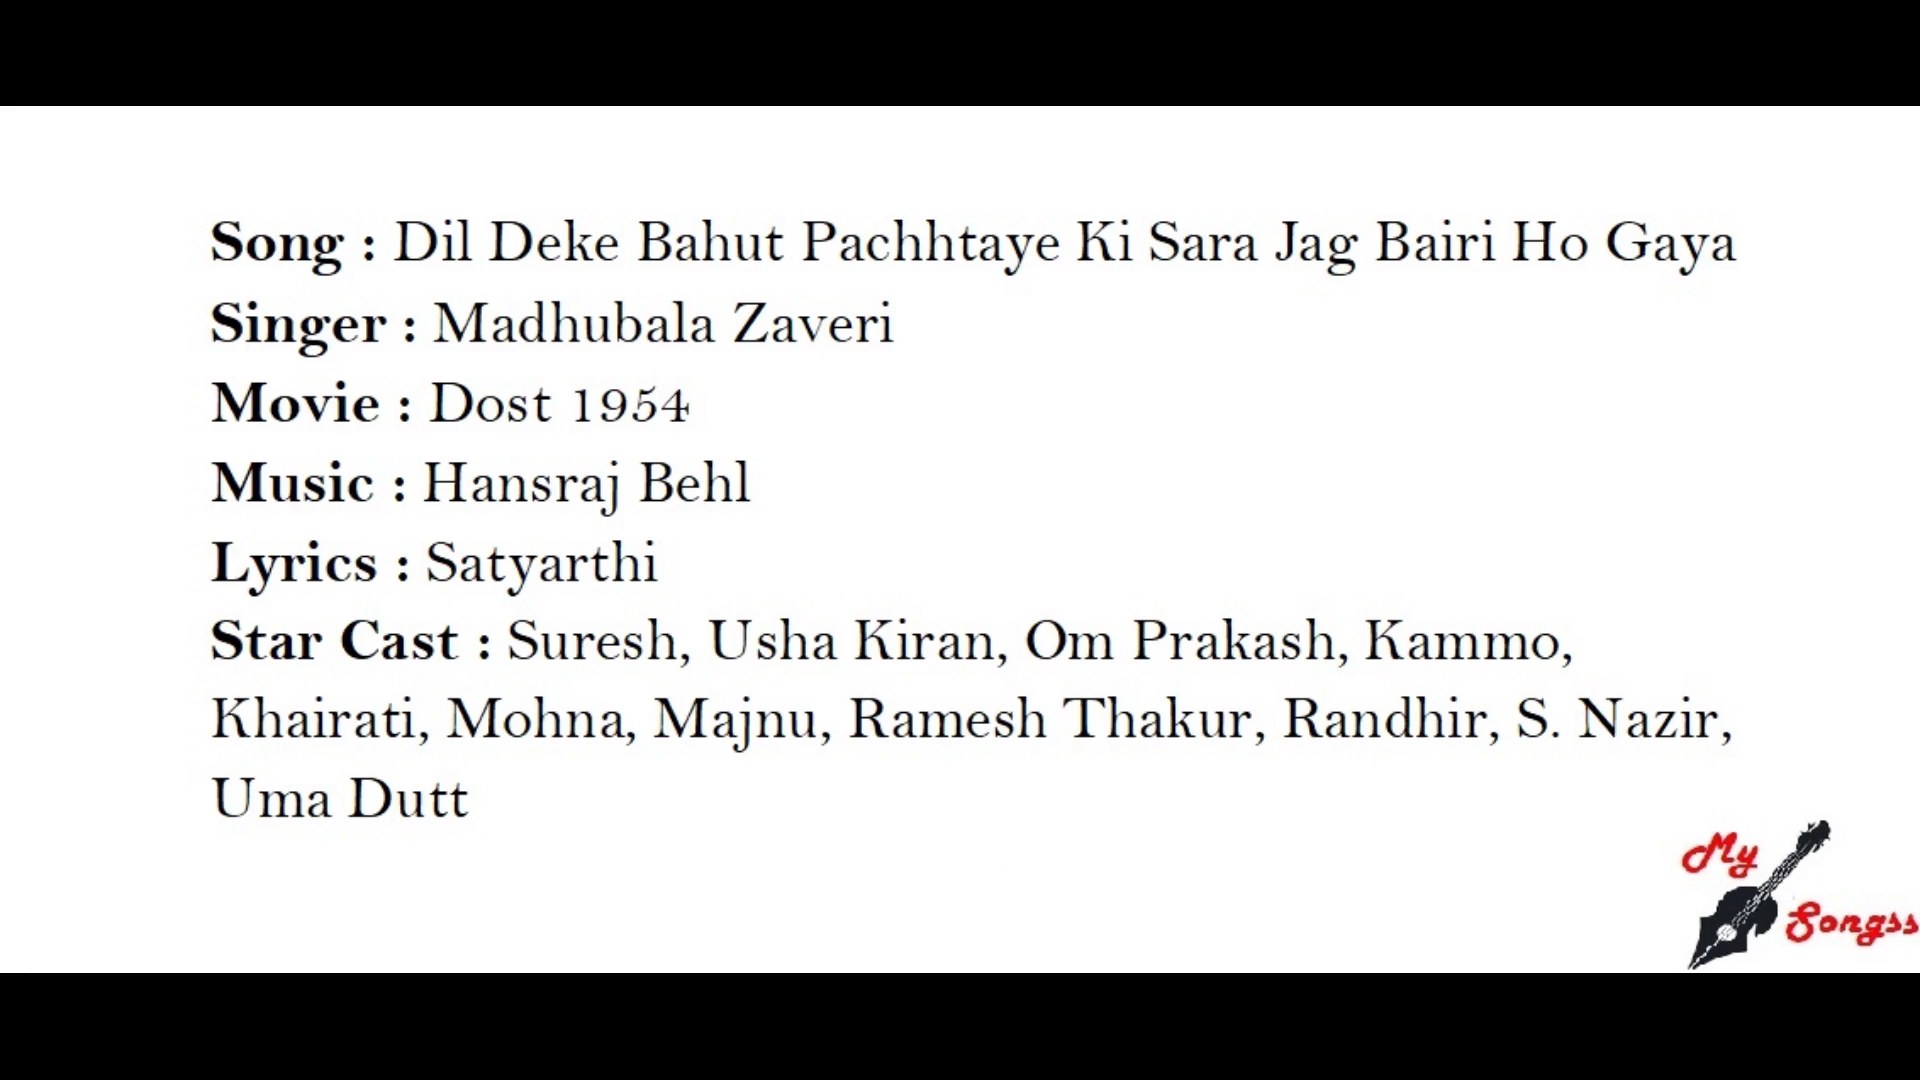 Song : Dil Deke Bahut Pachhtaye Ki Sara Jag Bairi Ho Gaya
Singer : Madhubala Zaveri
Movie : Dost 1954
Music : Hansraj Behl
Lyrics : Satyarthi
Star Cast : Suresh, Usha Kiran, Om Prakash, Kammo,
Khairati, Mohna, Majnu, Ramesh Thakur, Randhir, S. Nazir,
Uma Dutt
My
Songss